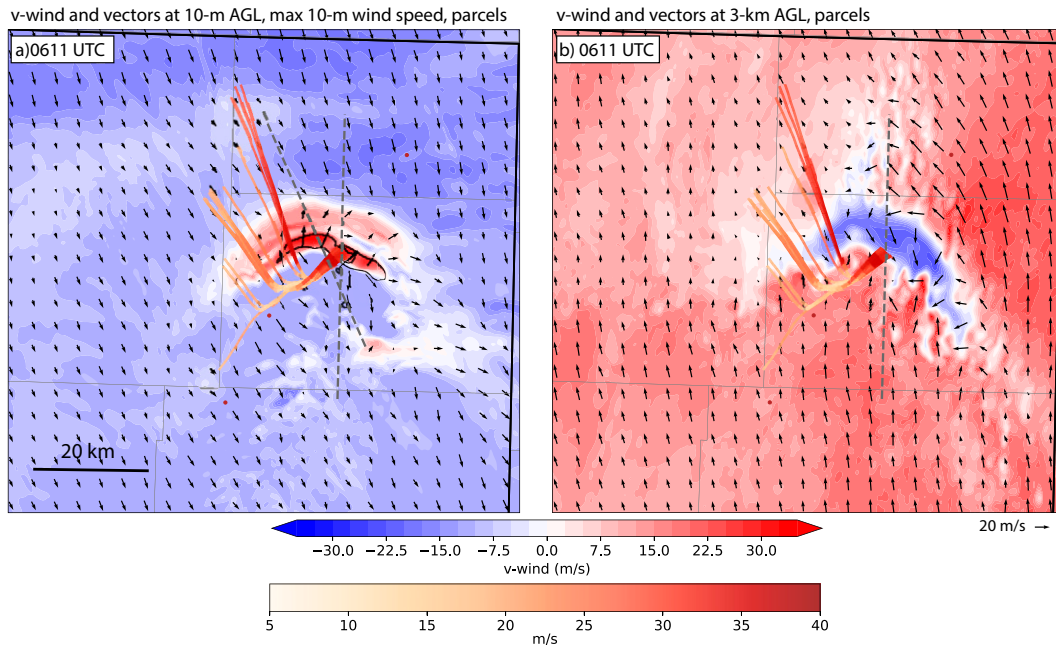 v-wind and vectors at 10-m AGL, max 10-m wind speed, parcels
v-wind and vectors at 3-km AGL, parcels
a)0611 UTC
b) 0611 UTC
20 km
20 m/s
−30.0 −22.5 −15.0 −7.5 0.0 7.5 15.0 22.5 30.0
v-wind (m/s)
5 10 15 20 25 30 35 40
m/s